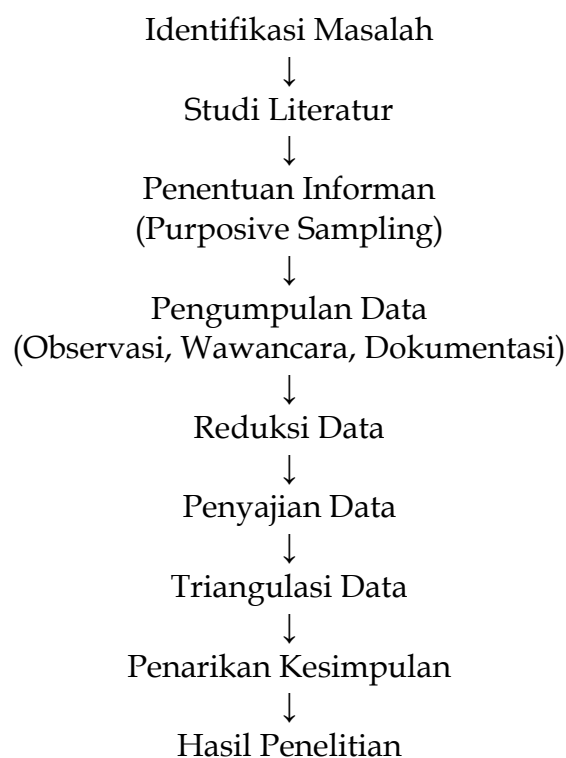 Identifikasi Masalah
↓
Studi Literatur
↓
Penentuan Informan
(Purposive Sampling)
↓
Pengumpulan Data
(Observasi, Wawancara, Dokumentasi)
↓
Reduksi Data
↓
Penyajian Data
↓
Triangulasi Data
↓
Penarikan Kesimpulan
↓
Hasil Penelitian